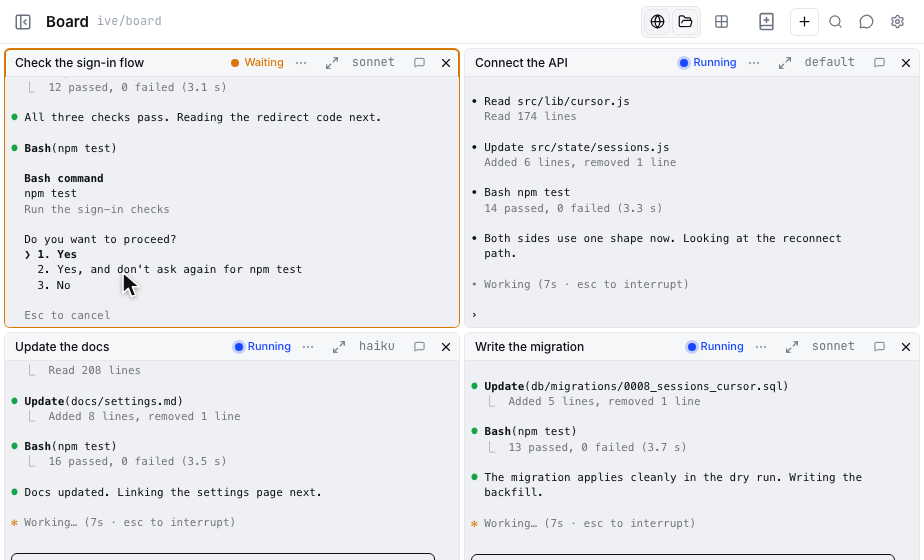 Board ive/board
Check the sign-in flow Waiting ··· sonnet
12 passed, 0 failed (3.1 s)
All three checks pass. Reading the redirect code next.
Bash(npm test)
Bash command
npm test
Run the sign-in checks
Do you want to proceed?
❯ 1. Yes
2. Yes, and don't ask again for npm test
3. No
Esc to cancel
Connect the API Running ··· default
• Read src/lib/cursor.js
Read 174 lines
• Update src/state/sessions.js
Added 6 lines, removed 1 line
• Bash npm test
14 passed, 0 failed (3.3 s)
• Both sides use one shape now. Looking at the reconnect
path.
• Working (7s · esc to interrupt)
›
Update the docs Running ··· haiku
Read 208 lines
Update(docs/settings.md)
Added 8 lines, removed 1 line
Bash(npm test)
16 passed, 0 failed (3.5 s)
Docs updated. Linking the settings page next.
✻ Working… (7s · esc to interrupt)
Write the migration Running ··· sonnet
Update(db/migrations/0008_sessions_cursor.sql)
Added 5 lines, removed 1 line
Bash(npm test)
13 passed, 0 failed (3.7 s)
The migration applies cleanly in the dry run. Writing the
backfill.
✻ Working… (7s · esc to interrupt)